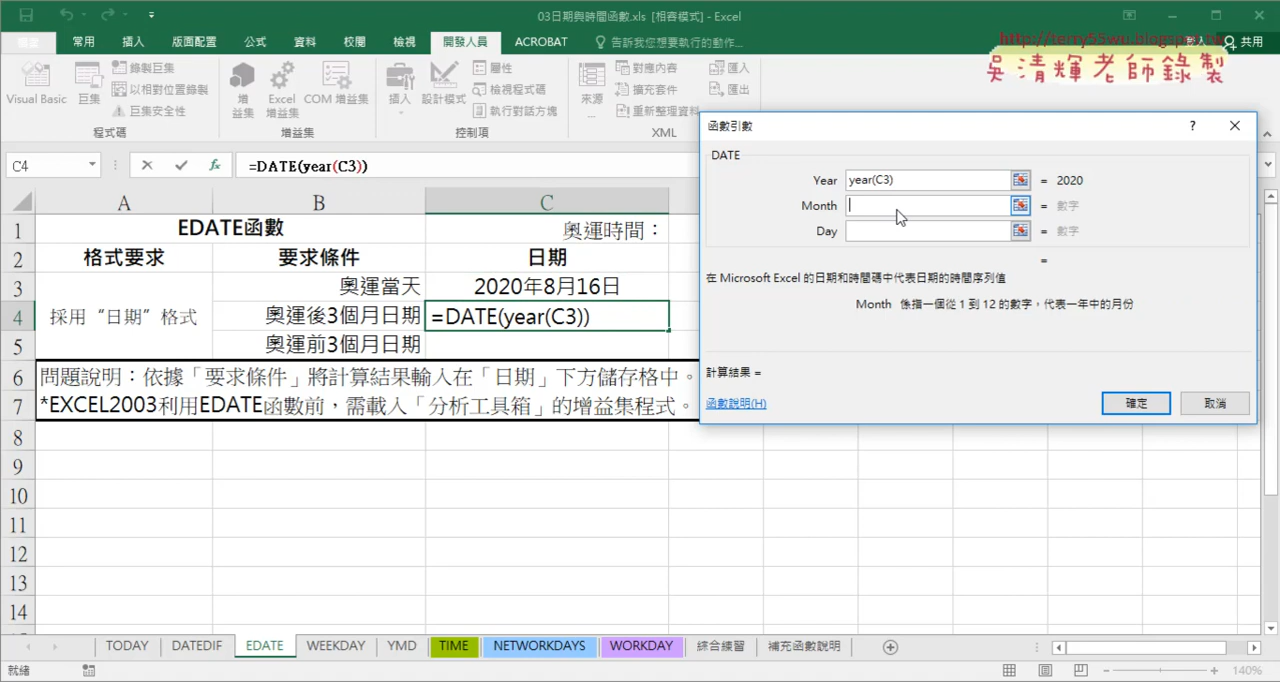 03日期與時間函數.xls [相容模式] - Excel
http://terry55wu.blogspot.tw
吳清輝老師錄製
常用 插入 版面配置 公式 資料 校閱 檢視 開發人員 ACROBAT 告訴我您想要執行的動作... 共用
Visual Basic 巨集 錄製巨集 以相對位置錄製 巨集安全性
程式碼
增益集 Excel 增益集 COM 增益集
增益集
插入 設計模式 屬性 檢視程式碼 執行對話方塊
控制項
來源... 對應內容 擴充套件 重新整理資料 匯入 匯出
XML
C4 fx =DATE(year(C3))
A B C
1 EDATE函數 奧運時間：
2 格式要求 要求條件 日期
3 奧運當天 2020年8月16日
4 採用“日期”格式 奧運後3個月日期 =DATE(year(C3))
5 奧運前3個月日期
6 問題說明：依據「要求條件」將計算結果輸入在「日期」下方儲存格中。
7 *EXCEL2003利用EDATE函數前，需載入「分析工具箱」的增益集程式。
8
9
10
11
12
13
14
函數引數 ?
DATE
Year year(C3) = 2020
Month = 數字
Day = 數字
=
在 Microsoft Excel 的日期和時間碼中代表日期的時間序列值
Month 係指一個從 1 到 12 的數字，代表一年中的月份
計算結果 =
函數說明(H) 確定 取消
TODAY DATEDIF EDATE WEEKDAY YMD TIME NETWORKDAYS WORKDAY 綜合練習 補充函數說明
就緒 140%